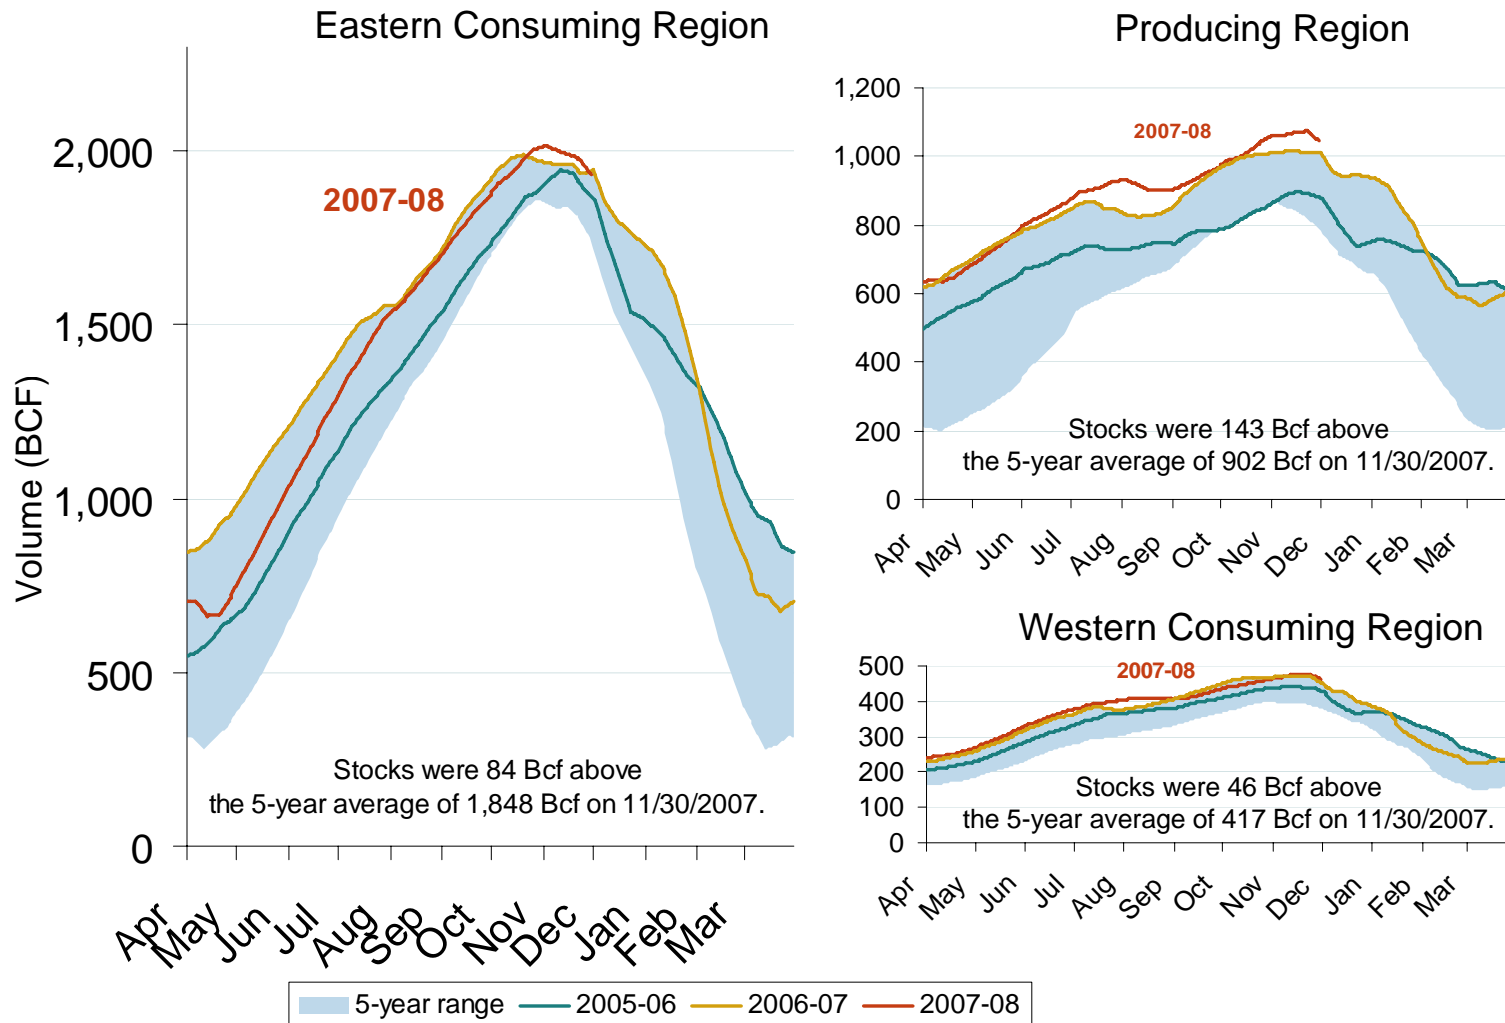 Eastern Consuming Region
Volume (BCF)
2,000
1,500
1,000
500
0
2007-08
Stocks were 84 Bcf above
the 5-year average of 1,848 Bcf on 11/30/2007.
Apr
May
Jun
Jul
Aug
Sep
Oct
Nov
Dec
Jan
Feb
Mar
Producing Region
1,200
1,000
800
600
400
200
0
2007-08
Stocks were 143 Bcf above
the 5-year average of 902 Bcf on 11/30/2007.
Apr
May
Jun
Jul
Aug
Sep
Oct
Nov
Dec
Jan
Feb
Mar
Western Consuming Region
500
400
300
200
100
0
2007-08
Stocks were 46 Bcf above
the 5-year average of 417 Bcf on 11/30/2007.
Apr
May
Jun
Jul
Aug
Sep
Oct
Nov
Dec
Jan
Feb
Mar
5-year range 2005-06 2006-07 2007-08